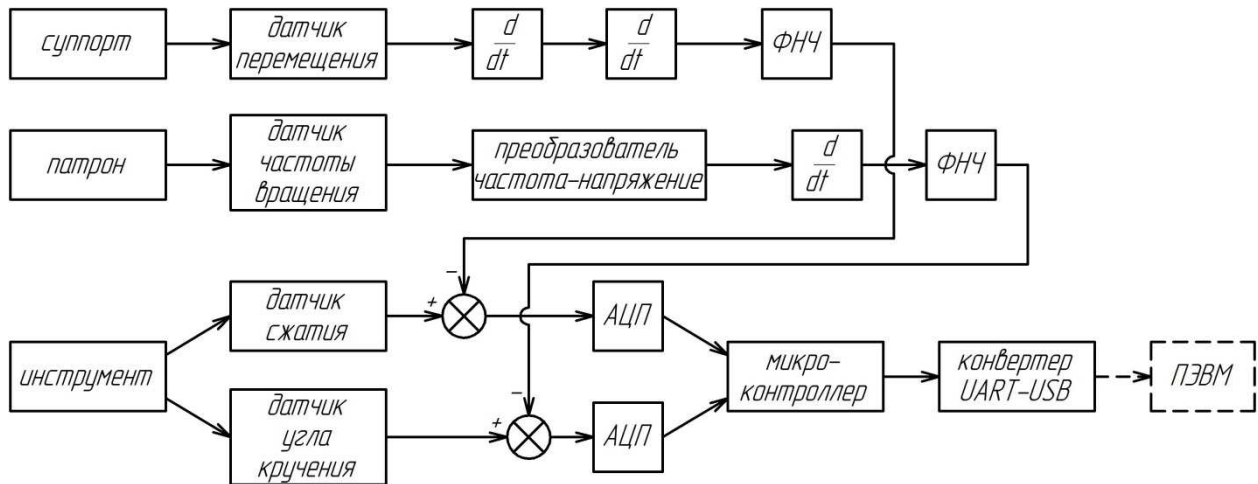 суппорт
датчик
перемещения
d
dt
d
dt
ФНЧ
патрон
датчик
частоты
вращения
преобразователь
частота-напряжение
d
dt
ФНЧ
инструмент
датчик
сжатия
+
−
АЦП
датчик
угла
кручения
+
−
АЦП
микро-
контроллер
конвертер
UART-USB
ПЭВМ